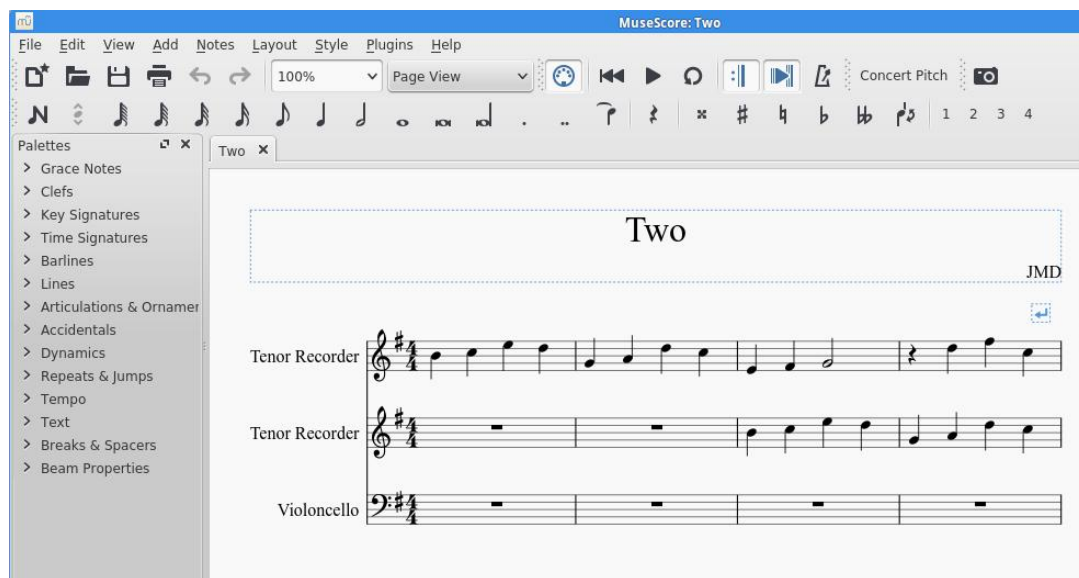 MuseScore: Two
File Edit View Add Notes Layout Style Plugins Help
100% Page View Concert Pitch
1 2 3 4
Palettes
Two
Grace Notes
Clefs
Key Signatures
Time Signatures
Barlines
Lines
Articulations & Ornamer
Accidentals
Dynamics
Repeats & Jumps
Tempo
Text
Breaks & Spacers
Beam Properties
Two
JMD
Tenor Recorder
Tenor Recorder
Violoncello